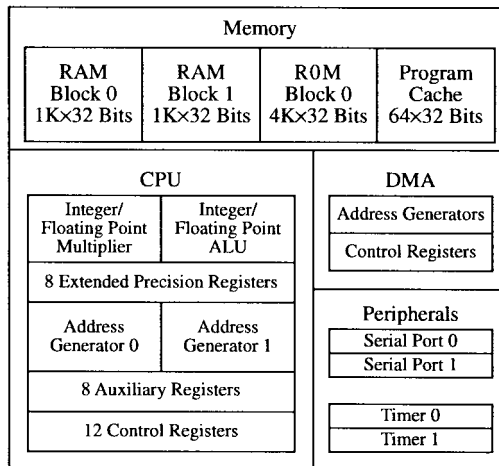 Memory
RAM
Block 0
1K×32 Bits
RAM
Block 1
1K×32 Bits
R0M
Block 0
4K×32 Bits
Program
Cache
64×32 Bits
CPU
Integer/
Floating Point
Multiplier
Integer/
Floating Point
ALU
8 Extended Precision Registers
Address
Generator 0
Address
Generator 1
8 Auxiliary Registers
12 Control Registers
DMA
Address Generators
Control Registers
Peripherals
Serial Port 0
Serial Port 1
Timer 0
Timer 1